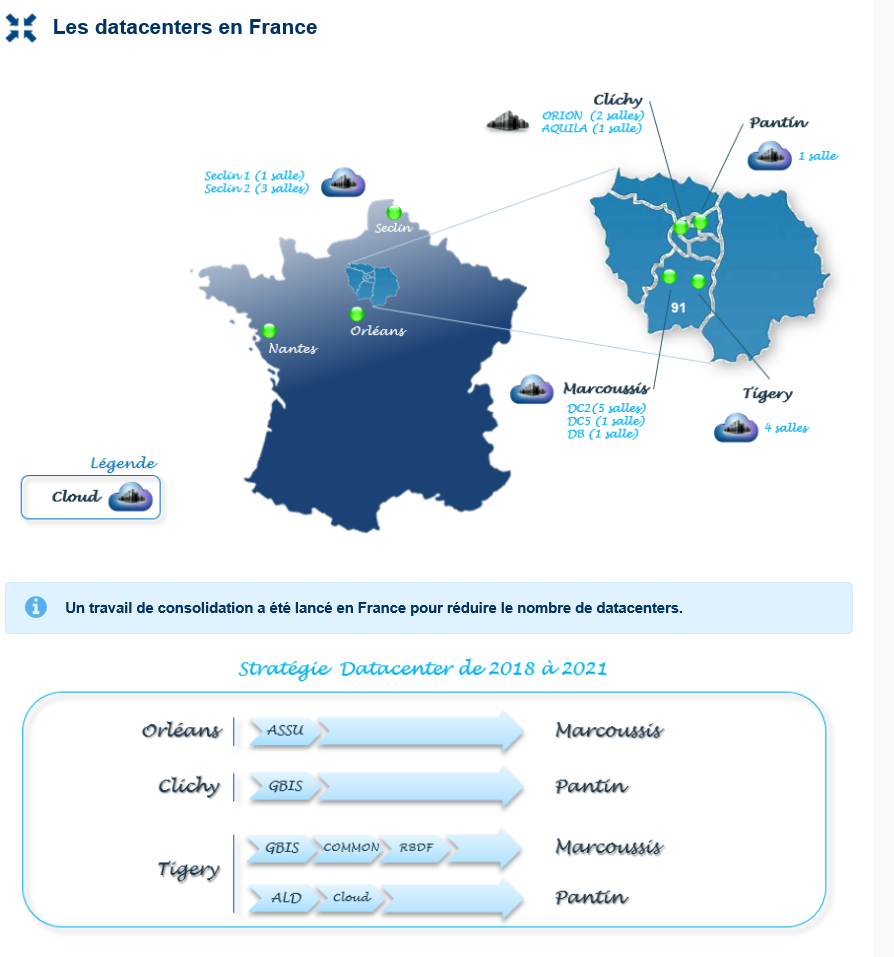 Les datacenters en France
Clichy
ORION (2 salles)
AQUILA (1 salle)
Pantin
1 salle
Seclin 1 (1 salle)
Seclin 2 (3 salles)
Seclin
Orléans
Nantes
91
Marcoussis
DC2(5 salles)
DC5 (1 salle)
DB (1 salle)
Tigery
4 salles
Légende
Cloud
Un travail de consolidation a été lancé en France pour réduire le nombre de datacenters.
Stratégie Datacenter de 2018 à 2021
Orléans ASSU Marcoussis
Clichy GBIS Pantin
Tigery
GBIS COMMON RBDF Marcoussis
ALD Cloud Pantin